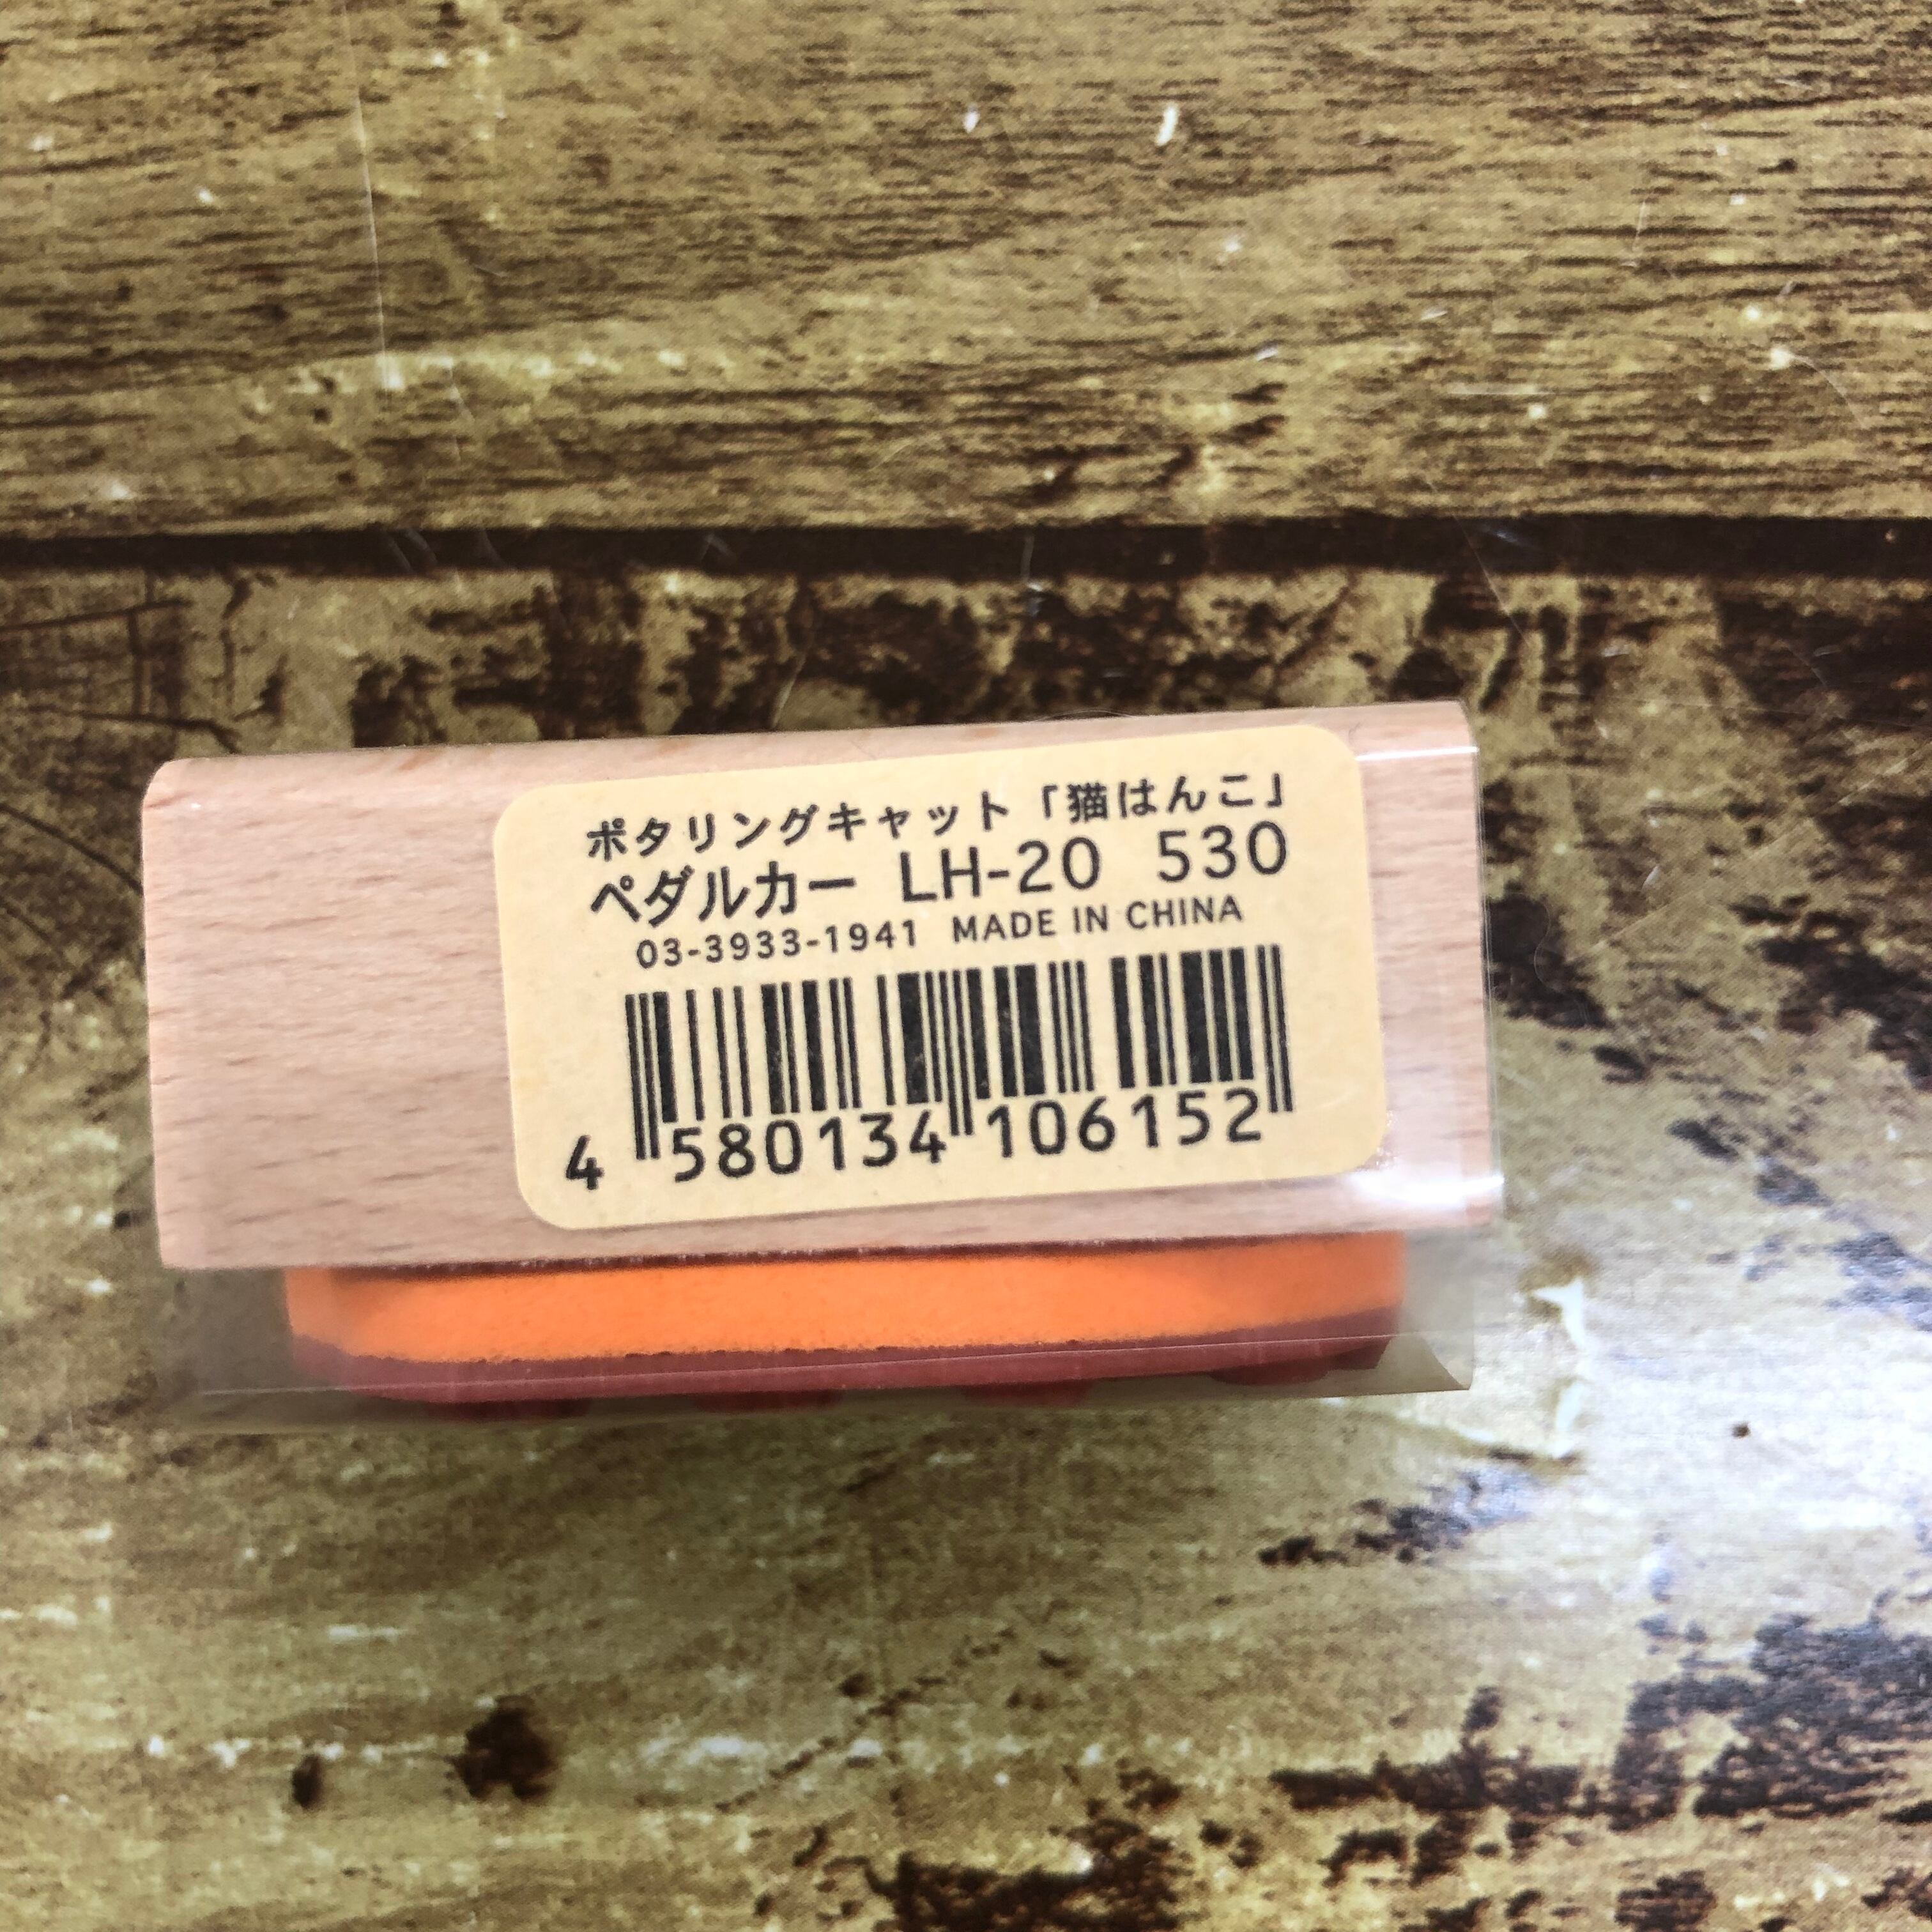 ポタリングキャット「猫はんこ」
ペダルカー LH-20 530
03-3933-1941 MADE IN CHINA
4 580134 106152